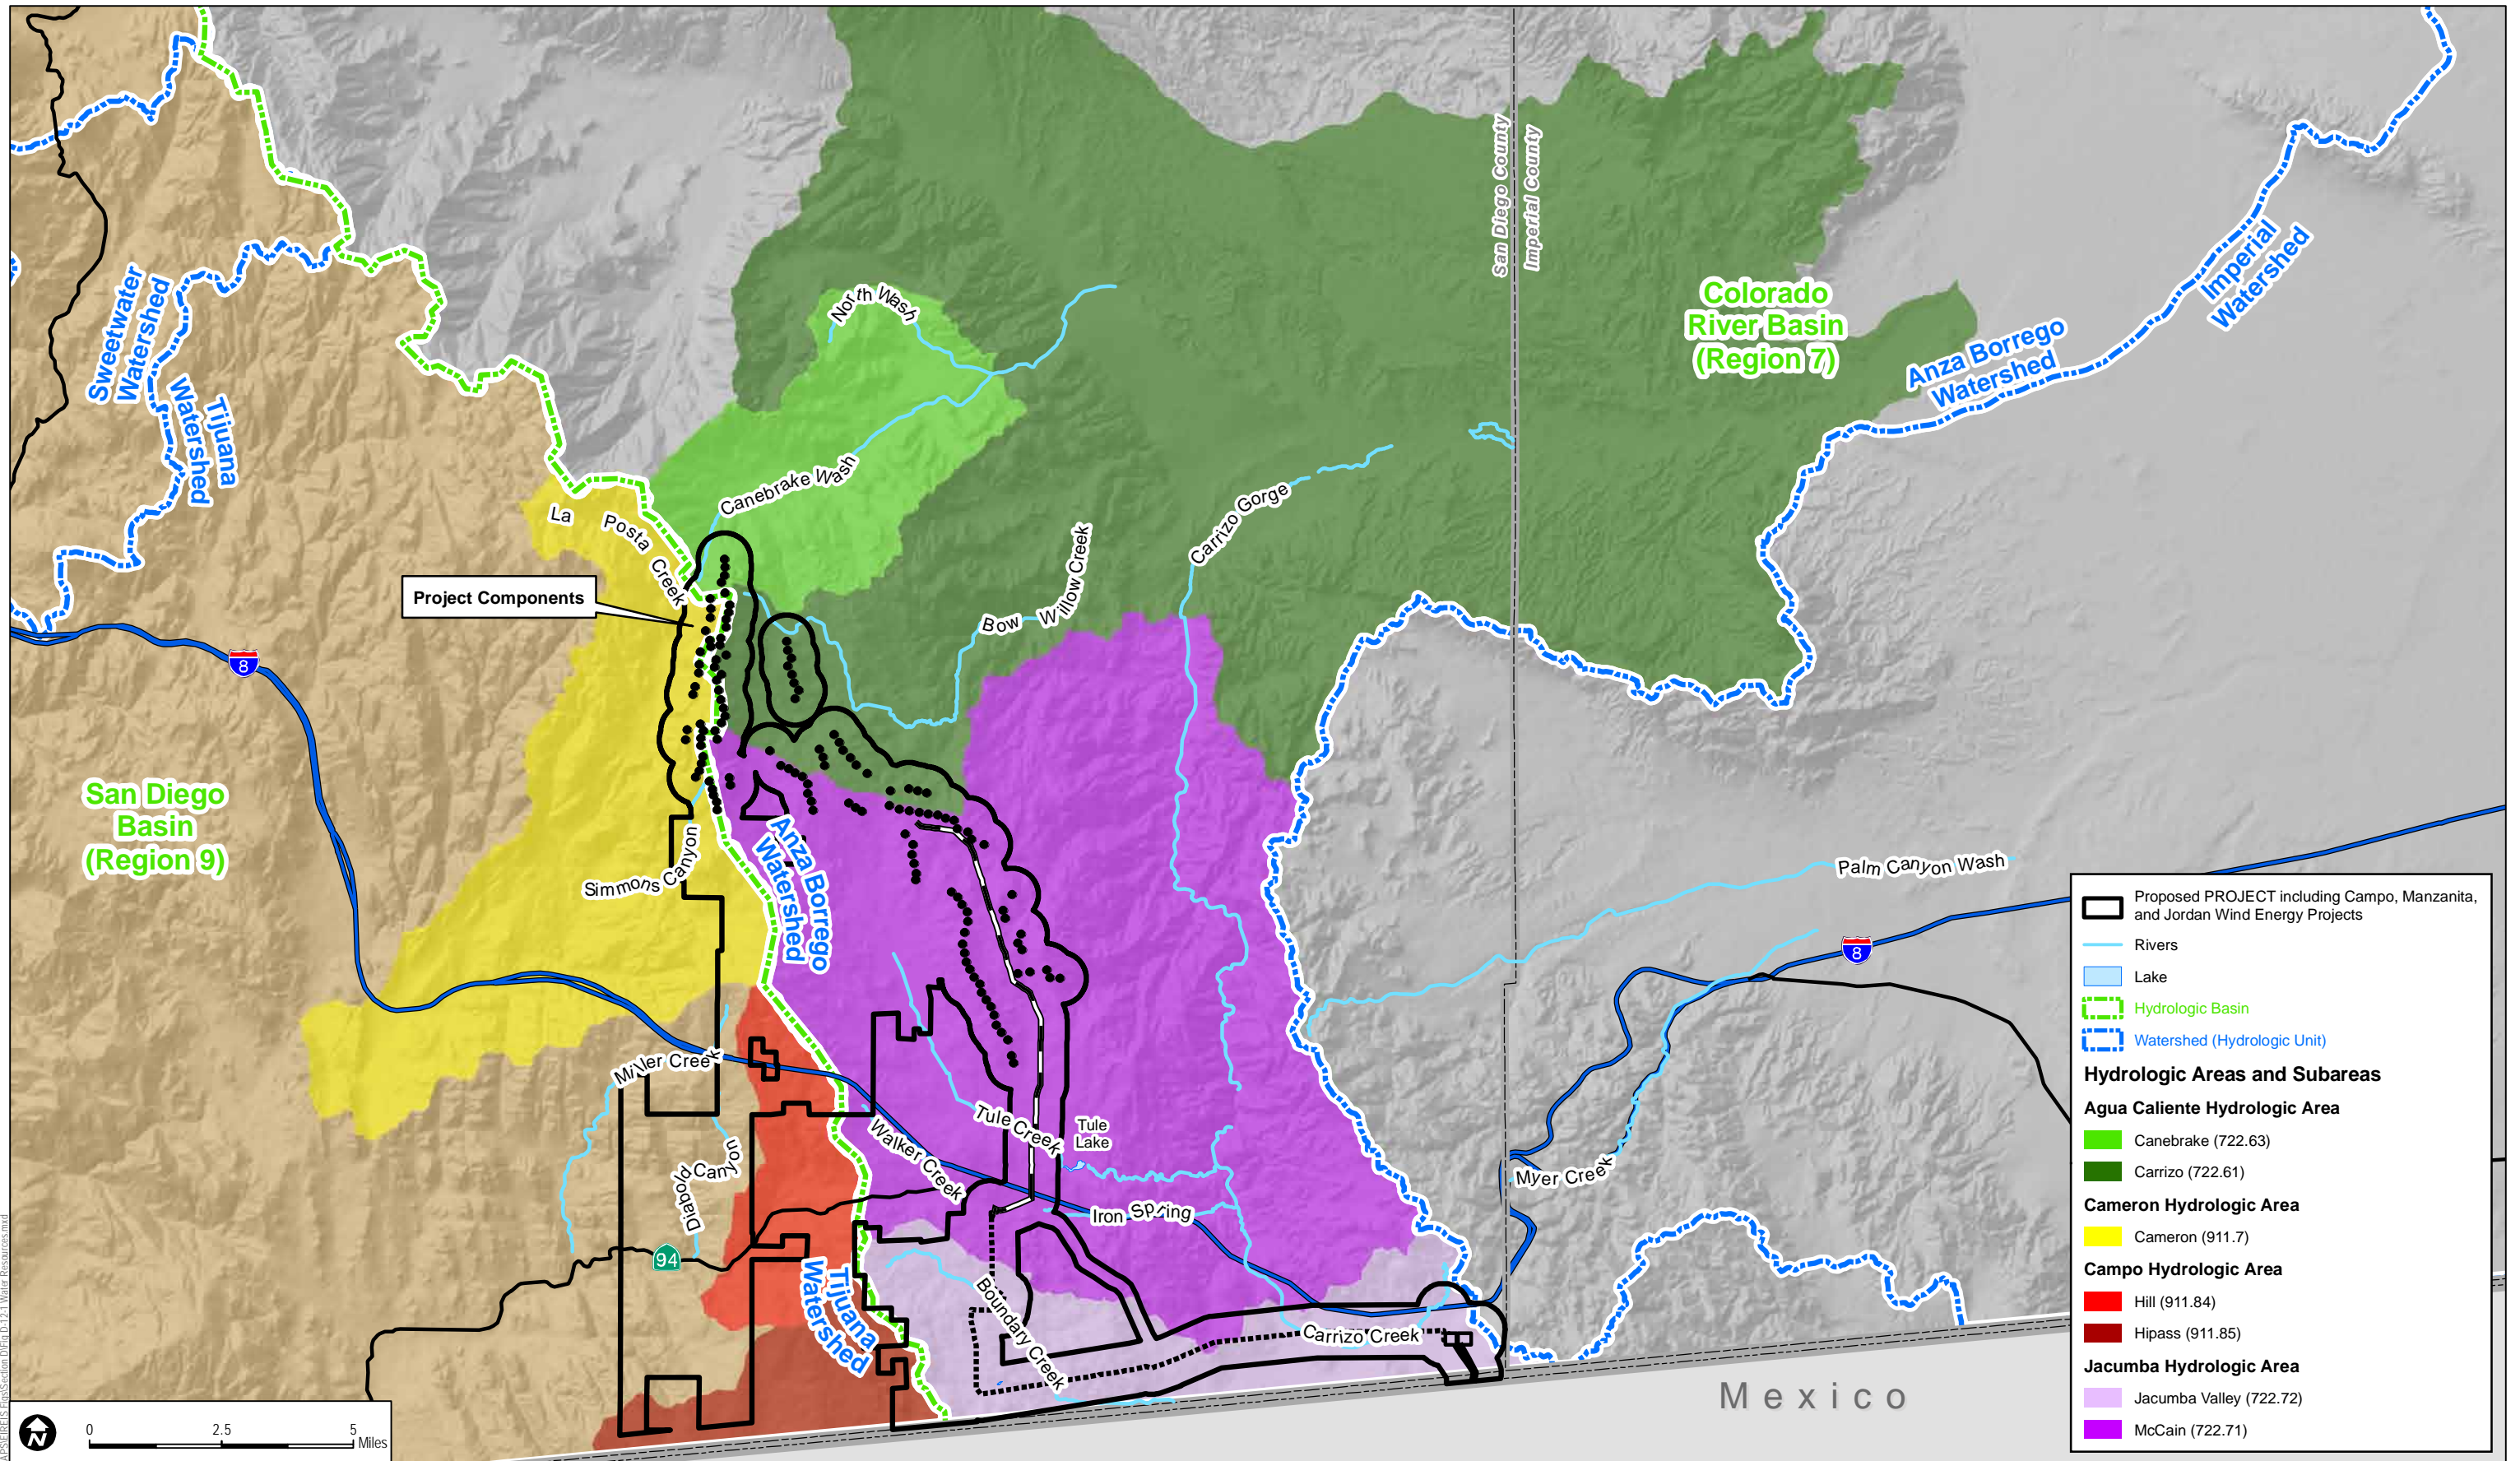 San Diego County
Imperial County
North Wash
Colorado
River Basin
(Region 7)
Imperial
Watershed
Anza Borrego
Watershed
Sweetwater
Watershed
Tijuana
Watershed
Canebrake Wash
La Posta Creek
Carrizo Gorge
Bow Willow Creek
Project Components
8
San Diego
Basin
(Region 9)
Simmons Canyon
Anza Borrego
Watershed
Palm Canyon Wash
8
Miller Creek
Diabold Canyon
Walker Creek
Tule Creek
Tule
Lake
Myer Creek
Iron Spring
94
Tijuana
Watershed
Boundary Creek
Carrizo Creek
Mexico
N
0 2.5 5
Miles
Proposed PROJECT including Campo, Manzanita,
and Jordan Wind Energy Projects
Rivers
Lake
Hydrologic Basin
Watershed (Hydrologic Unit)
Hydrologic Areas and Subareas
Agua Caliente Hydrologic Area
Canebrake (722.63)
Carrizo (722.61)
Cameron Hydrologic Area
Cameron (911.7)
Campo Hydrologic Area
Hill (911.84)
Hipass (911.85)
Jacumba Hydrologic Area
Jacumba Valley (722.72)
McCain (722.71)